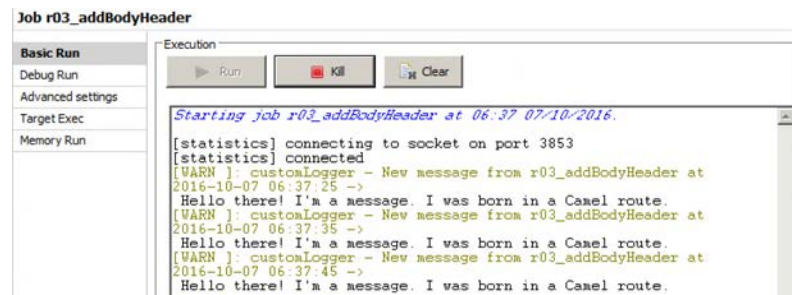 Job r03_addBodyHeader
Basic Run
Debug Run
Advanced settings
Target Exec
Memory Run
Execution
Run
Kill
Clear
Starting job r03_addBodyHeader at 06:37 07/10/2016.
[statistics] connecting to socket on port 3853
[statistics] connected
[WARN ]: customLogger - New message from r03_addBodyHeader at
2016-10-07 06:37:25 ->
Hello there! I'm a message. I was born in a Camel route.
[WARN ]: customLogger - New message from r03_addBodyHeader at
2016-10-07 06:37:35 ->
Hello there! I'm a message. I was born in a Camel route.
[WARN ]: customLogger - New message from r03_addBodyHeader at
2016-10-07 06:37:45 ->
Hello there! I'm a message. I was born in a Camel route.